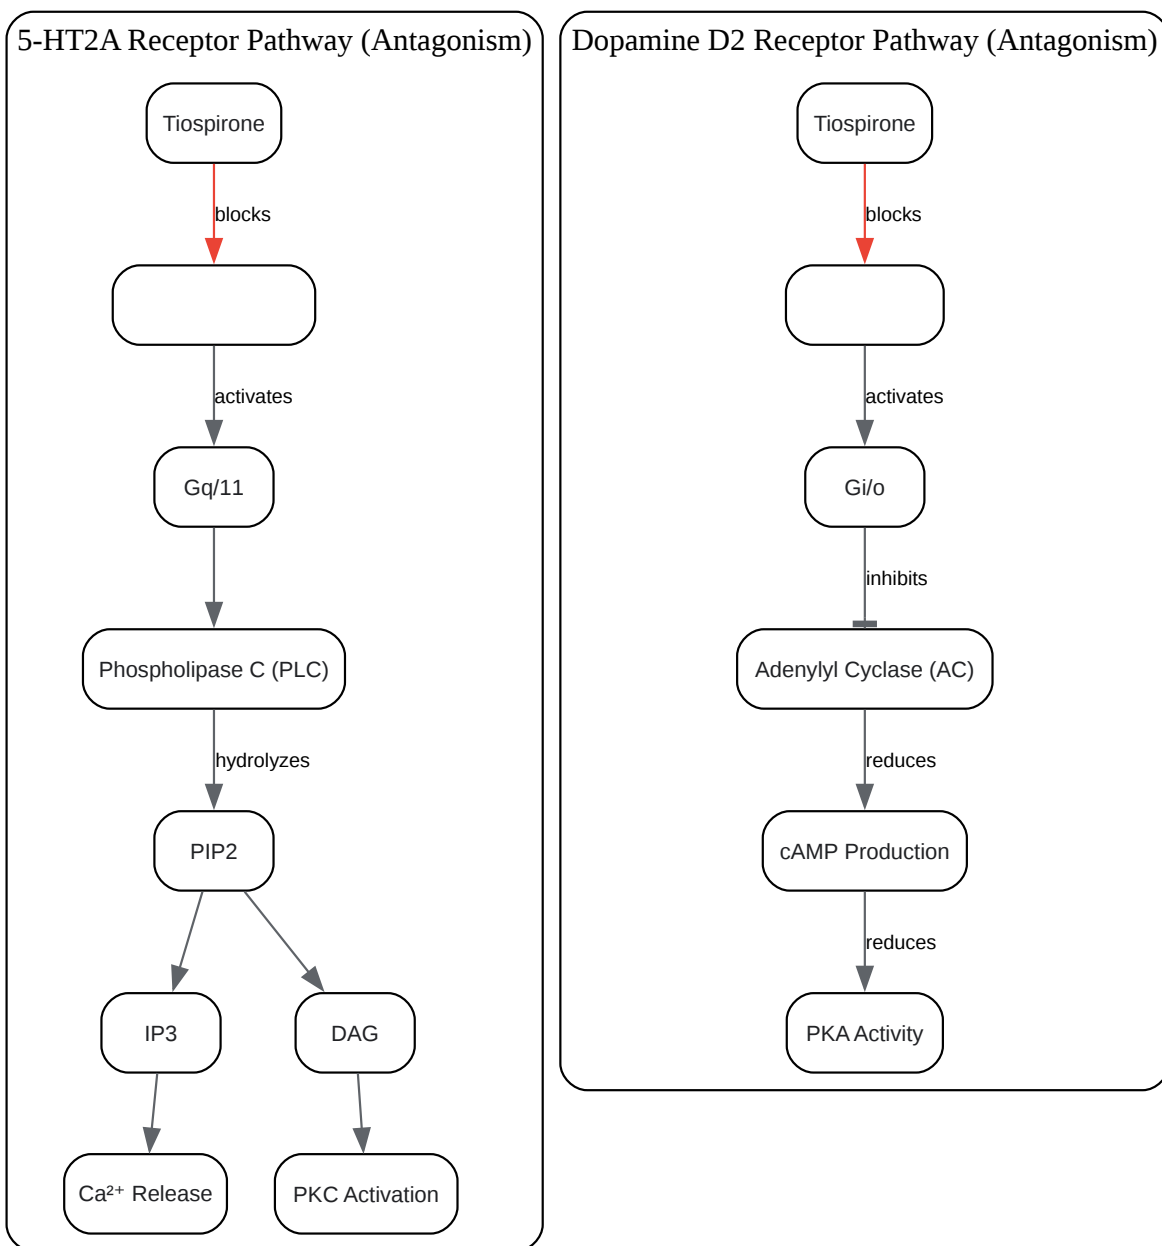 5-HT2A Receptor Pathway (Antagonism)
Tiospirone
blocks
activates
Gq/11
Phospholipase C (PLC)
hydrolyzes
PIP2
IP3
DAG
Ca²⁺ Release
PKC Activation
Dopamine D2 Receptor Pathway (Antagonism)
Tiospirone
blocks
activates
Gi/o
inhibits
Adenylyl Cyclase (AC)
reduces
cAMP Production
reduces
PKA Activity